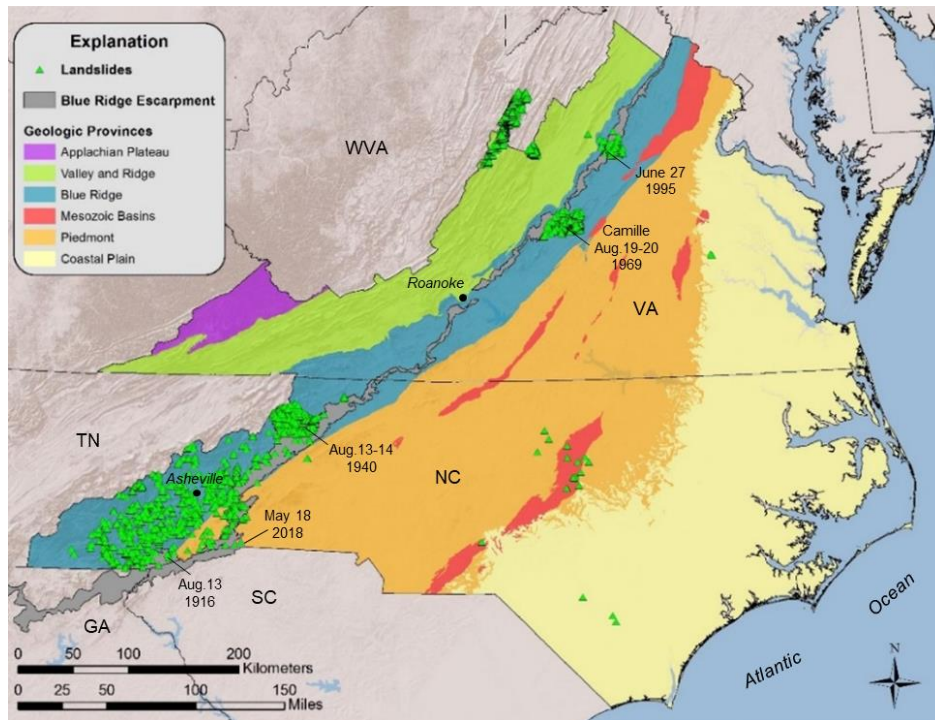 Explanation
Landslides
Blue Ridge Escarpment
Geologic Provinces
Applachian Plateau
Valley and Ridge
Blue Ridge
Mesozoic Basins
Piedmont
Coastal Plain
WVA
June 27
1995
Camille
Aug.19-20
1969
Roanoke
VA
TN
Aug.13-14
1940
NC
Asheville
May 18
2018
Aug.13
1916
SC
GA
Ocean
Atlantic
N
0 50 100 200
Kilometers
0 25 50 100 150
Miles